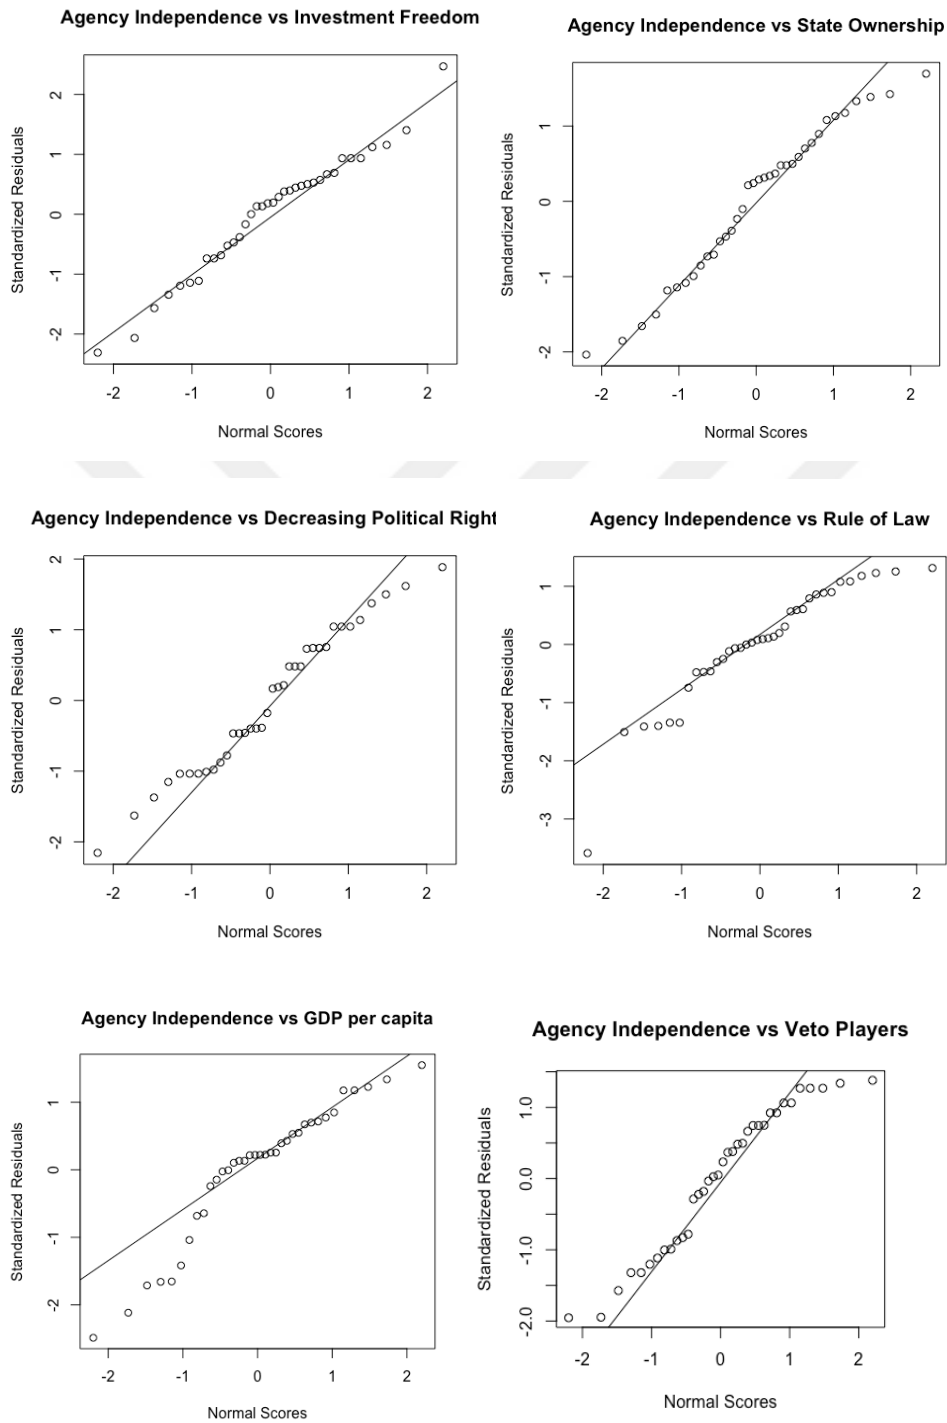 Agency Independence vs Investment Freedom
Standardized Residuals
2
1
0
-1
-2
-2 -1 0 1 2
Normal Scores
Agency Independence vs State Ownership
Standardized Residuals
1
0
-1
-2
-2 -1 0 1 2
Normal Scores
Agency Independence vs Decreasing Political Right
Standardized Residuals
2
1
0
-1
-2
-2 -1 0 1 2
Normal Scores
Agency Independence vs Rule of Law
Standardized Residuals
1
0
-1
-2
-3
-2 -1 0 1 2
Normal Scores
Agency Independence vs GDP per capita
Standardized Residuals
1
0
-1
-2
-2 -1 0 1 2
Normal Scores
Agency Independence vs Veto Players
Standardized Residuals
1.0
0.0
-1.0
-2.0
-2 -1 0 1 2
Normal Scores